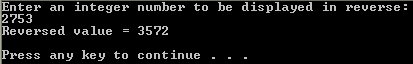 Enter an integer number to be displayed in reverse:
2753
Reversed value = 3572
Press any key to continue . . .